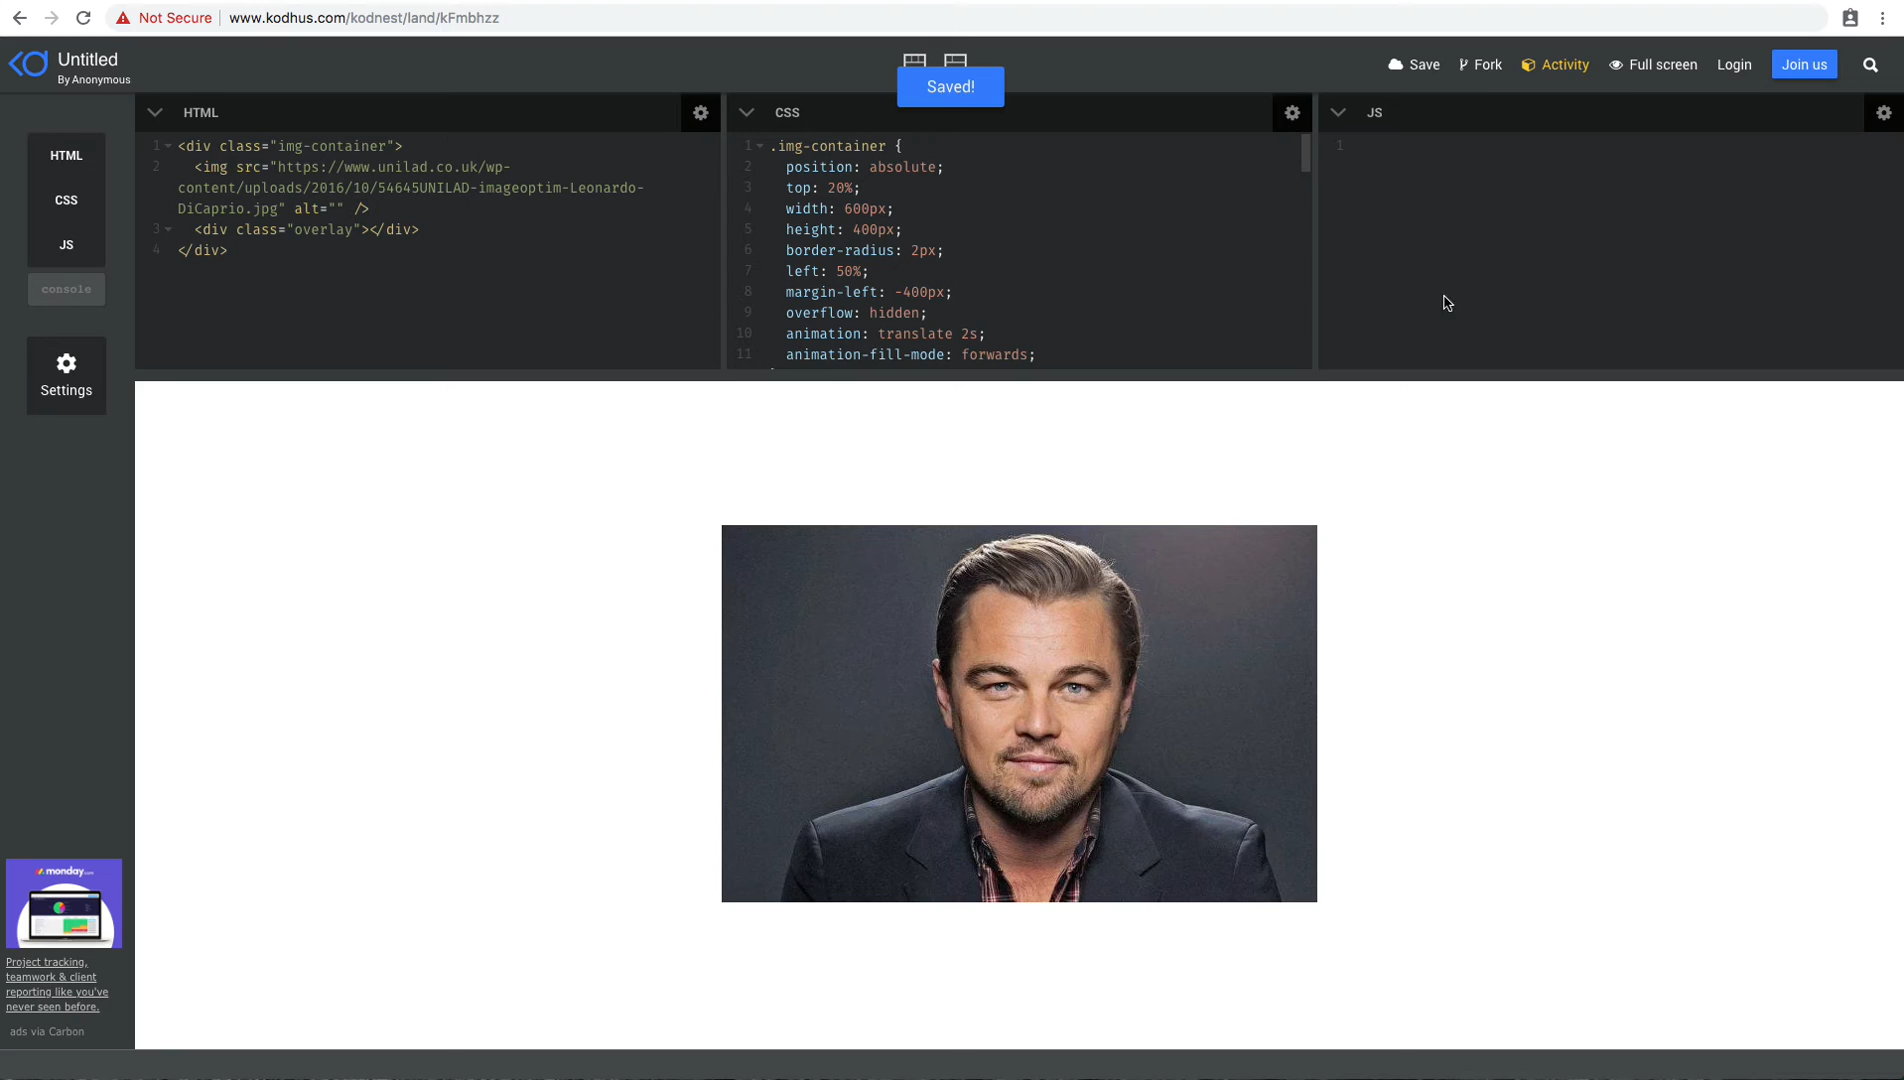 Not Secure www.kodhus.com/kodnest/land/kFmbhzz
Untitled
By Anonymous
Saved!
Save Fork Activity Full screen Login Join us
HTML
CSS
JS
console
Settings
HTML
1 <div class="img-container">
2 <img src="https://www.unilad.co.uk/wp-
content/uploads/2016/10/54645UNILAD-imageoptim-Leonardo-
DiCaprio.jpg" alt="" />
3 <div class="overlay"></div>
4 </div>
CSS
1 .img-container {
2 position: absolute;
3 top: 20%;
4 width: 600px;
5 height: 400px;
6 border-radius: 2px;
7 left: 50%;
8 margin-left: -400px;
9 overflow: hidden;
10 animation: translate 2s;
11 animation-fill-mode: forwards;
JS
1
monday.com
Project tracking,
teamwork & client
reporting like you've
never seen before.
ads via Carbon